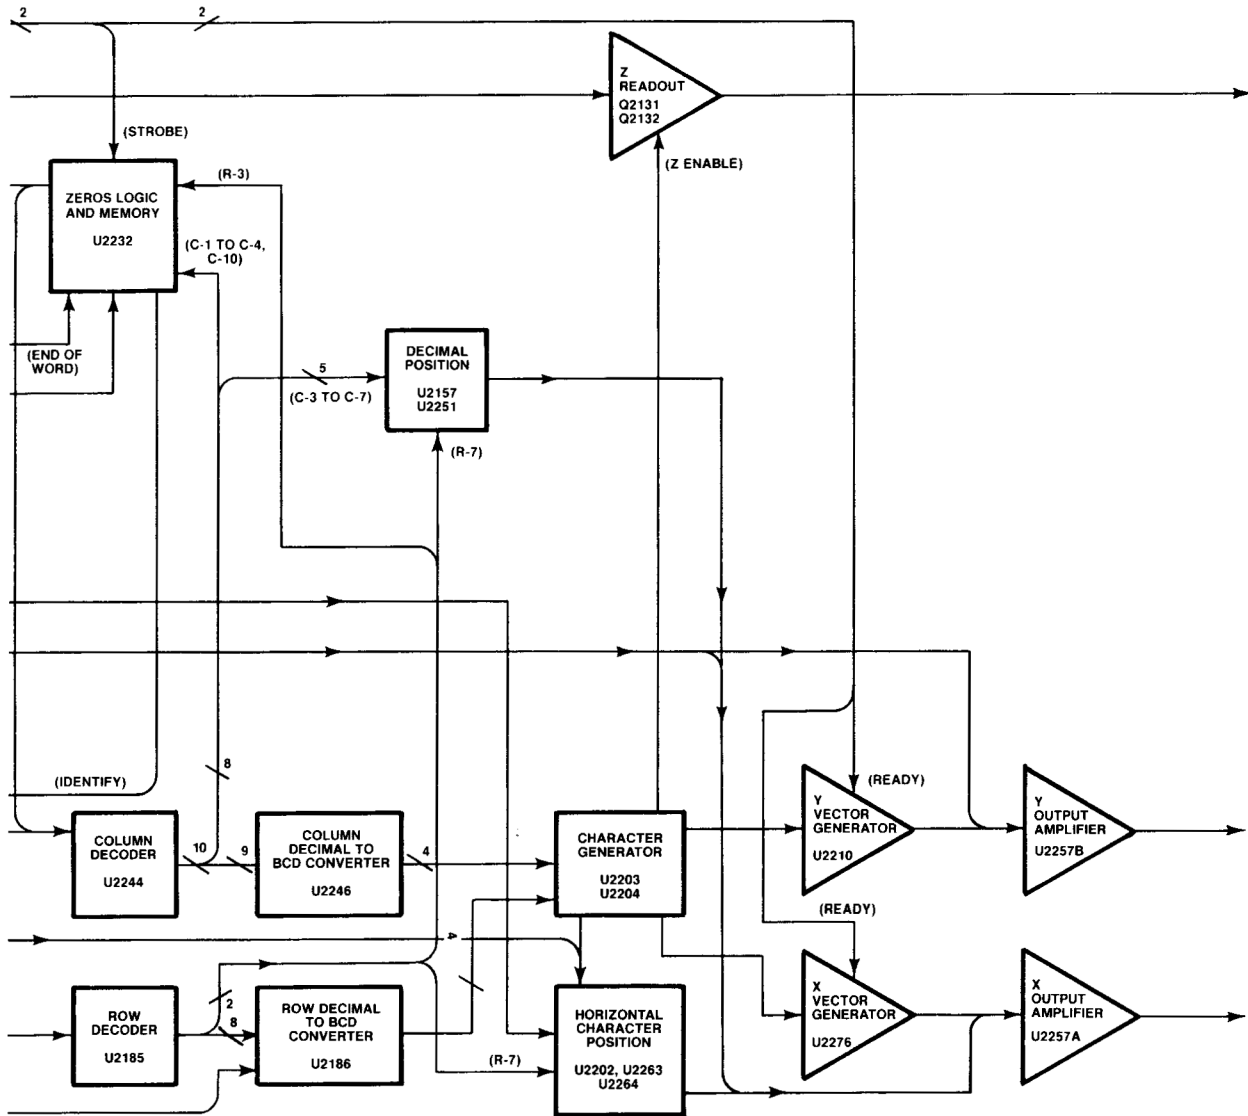 2
2
Z
READOUT
Q2131
Q2132
(STROBE)
(Z ENABLE)
(R-3)
ZEROS LOGIC
AND MEMORY
U2232
(C-1 TO C-4,
C-10)
(END OF
WORD)
DECIMAL
POSITION
U2157
U2251
5
(C-3 TO C-7)
(R-7)
8
(IDENTIFY)
(READY)
Y
VECTOR
GENERATOR
U2210
Y
OUTPUT
AMPLIFIER
U2257B
COLUMN
DECODER
U2244
10
9
COLUMN
DECIMAL TO
BCD CONVERTER
U2246
4
CHARACTER
GENERATOR
U2203
U2204
(READY)
4
X
VECTOR
GENERATOR
U2276
X
OUTPUT
AMPLIFIER
U2257A
ROW
DECODER
U2185
2
8
ROW DECIMAL
TO BCD
CONVERTER
U2186
(R-7)
HORIZONTAL
CHARACTER
POSITION
U2202, U2263
U2264